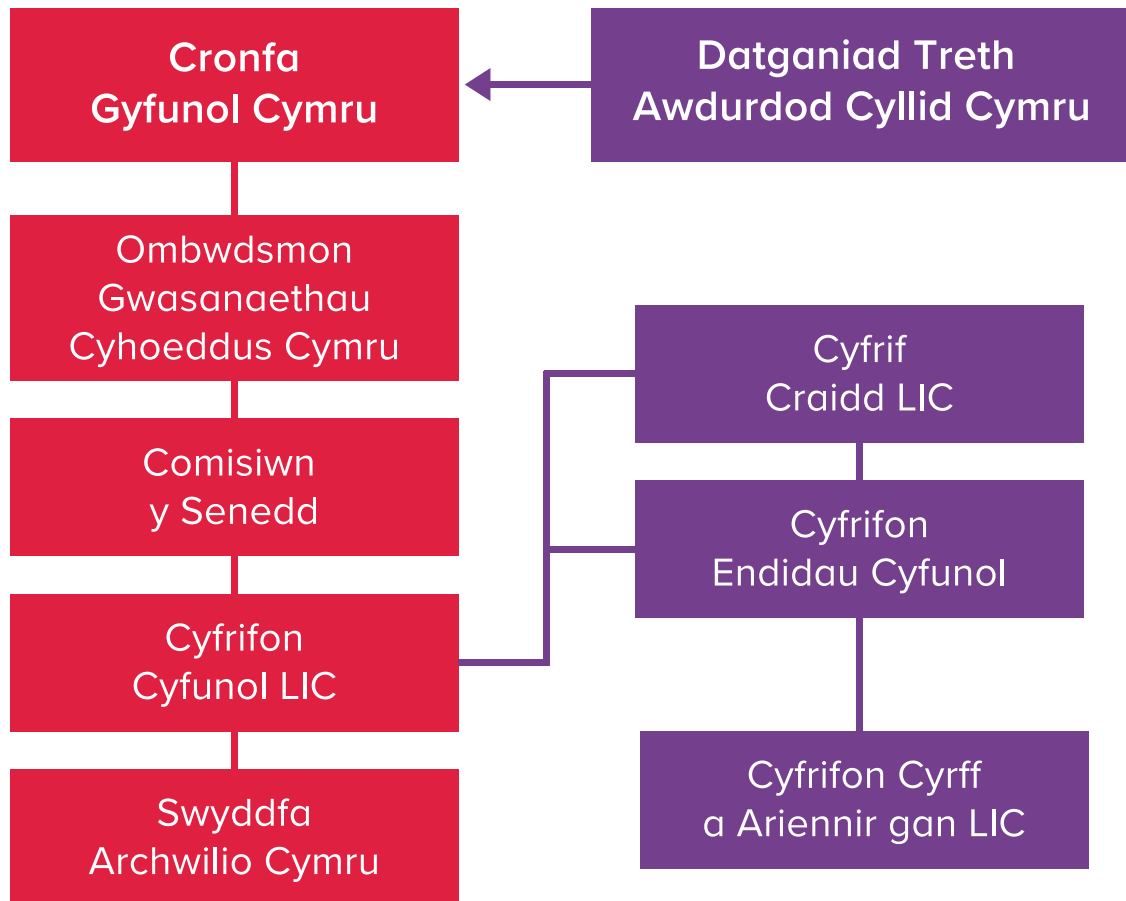 Cronfa
Gyfunol Cymru
Datganiad Treth
Awdurdod Cyllid Cymru
Ombwdsmon
Gwasanaethau
Cyhoeddus Cymru
Comisiwn
y Senedd
Cyfrifon
Cyfunol LIC
Swyddfa
Archwilio Cymru
Cyfrif
Craidd LIC
Cyfrifon
Endidau Cyfunol
Cyfrifon Cyrff
a Ariennir gan LIC